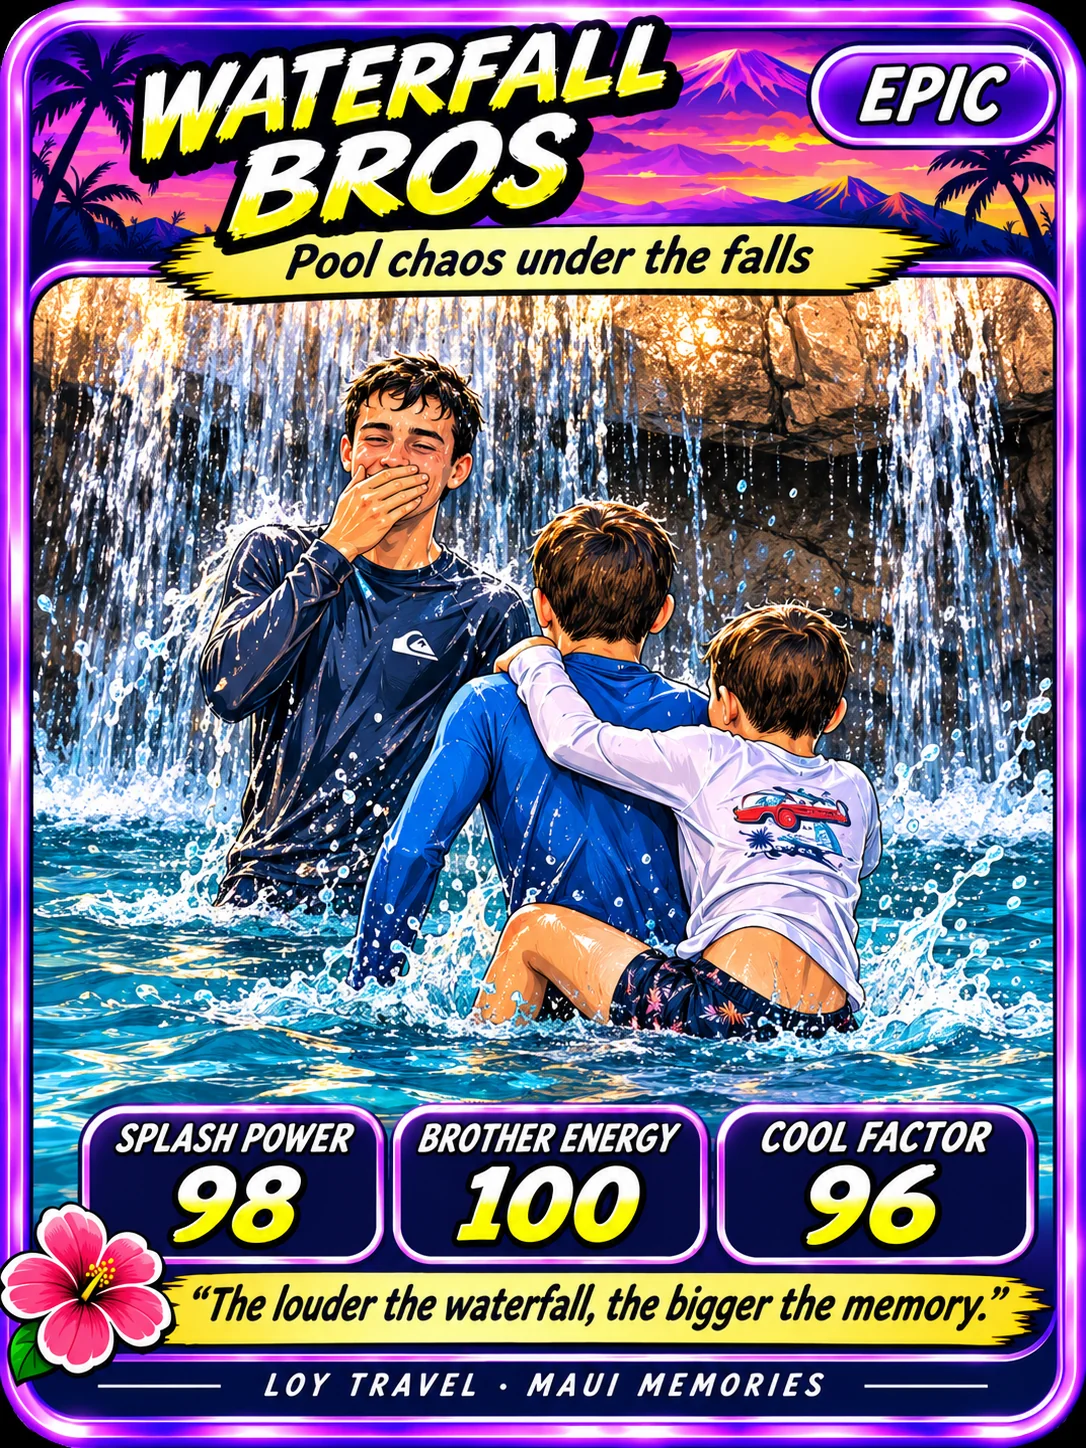 WATERFALL
BROS
EPIC
Pool chaos under the falls
SPLASH POWER
98
BROTHER ENERGY
100
COOL FACTOR
96
“The louder the waterfall, the bigger the memory.”
LOY TRAVEL · MAUI MEMORIES